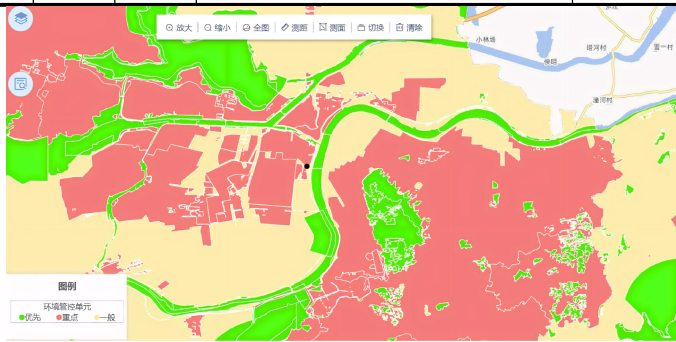 放大 缩小 全图 测距 测面 切换 清除
小林场
塔河村
雪一村
潼河村
图例
环境管控单元
优先 重点 一般